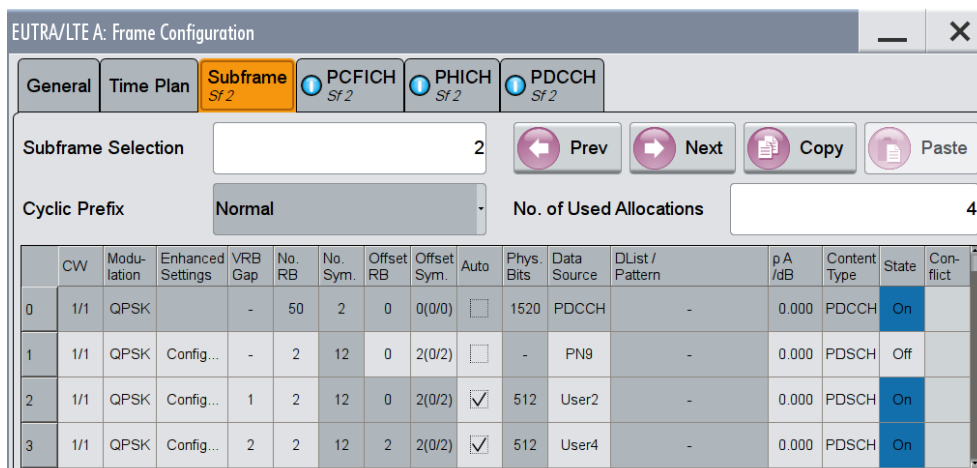 EUTRA/LTE A: Frame Configuration
General Time Plan Subframe Sf 2 PCFICH Sf 2 PHICH Sf 2 PDCCH Sf 2
Subframe Selection 2 Prev Next Copy Paste
Cyclic Prefix Normal No. of Used Allocations 4
CW Modu-lation Enhanced Settings VRB Gap No. RB No. Sym. Offset RB Offset Sym. Auto Phys. Bits Data Source DList / Pattern ρ A /dB Content Type State Con-flict
0 1/1 QPSK - 50 2 0 0(0/0) 1520 PDCCH - 0.000 PDCCH On
1 1/1 QPSK Config... - 2 12 0 2(0/2) - PN9 0.000 PDSCH Off
2 1/1 QPSK Config... 1 2 12 0 2(0/2) 512 User2 - 0.000 PDSCH On
3 1/1 QPSK Config... 2 2 12 2 2(0/2) 512 User4 - 0.000 PDSCH On